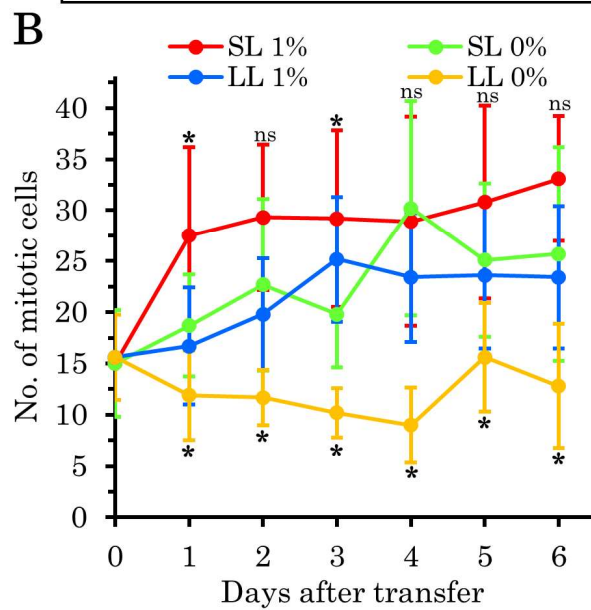 B
SL 1% SL 0%
LL 1% LL 0%
No. of mitotic cells
40
35
30
25
20
15
10
5
0
* ns * ns ns ns
* * * * * *
0 1 2 3 4 5 6
Days after transfer